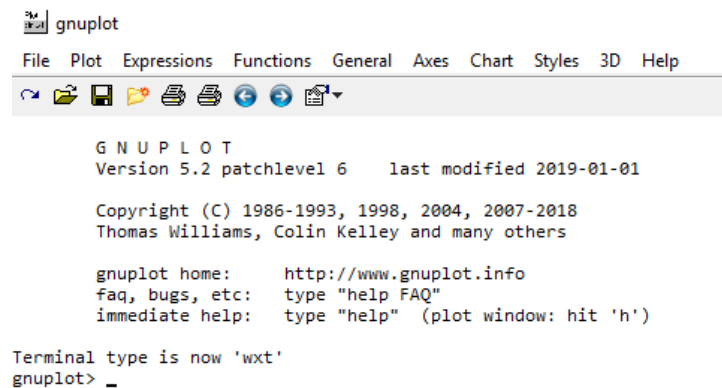 gnuplot
File Plot Expressions Functions General Axes Chart Styles 3D Help
G N U P L O T
Version 5.2 patchlevel 6    last modified 2019-01-01
Copyright (C) 1986-1993, 1998, 2004, 2007-2018
Thomas Williams, Colin Kelley and many others
gnuplot home:     http://www.gnuplot.info
faq, bugs, etc:   type "help FAQ"
immediate help:   type "help"  (plot window: hit 'h')
Terminal type is now 'wxt'
gnuplot> _